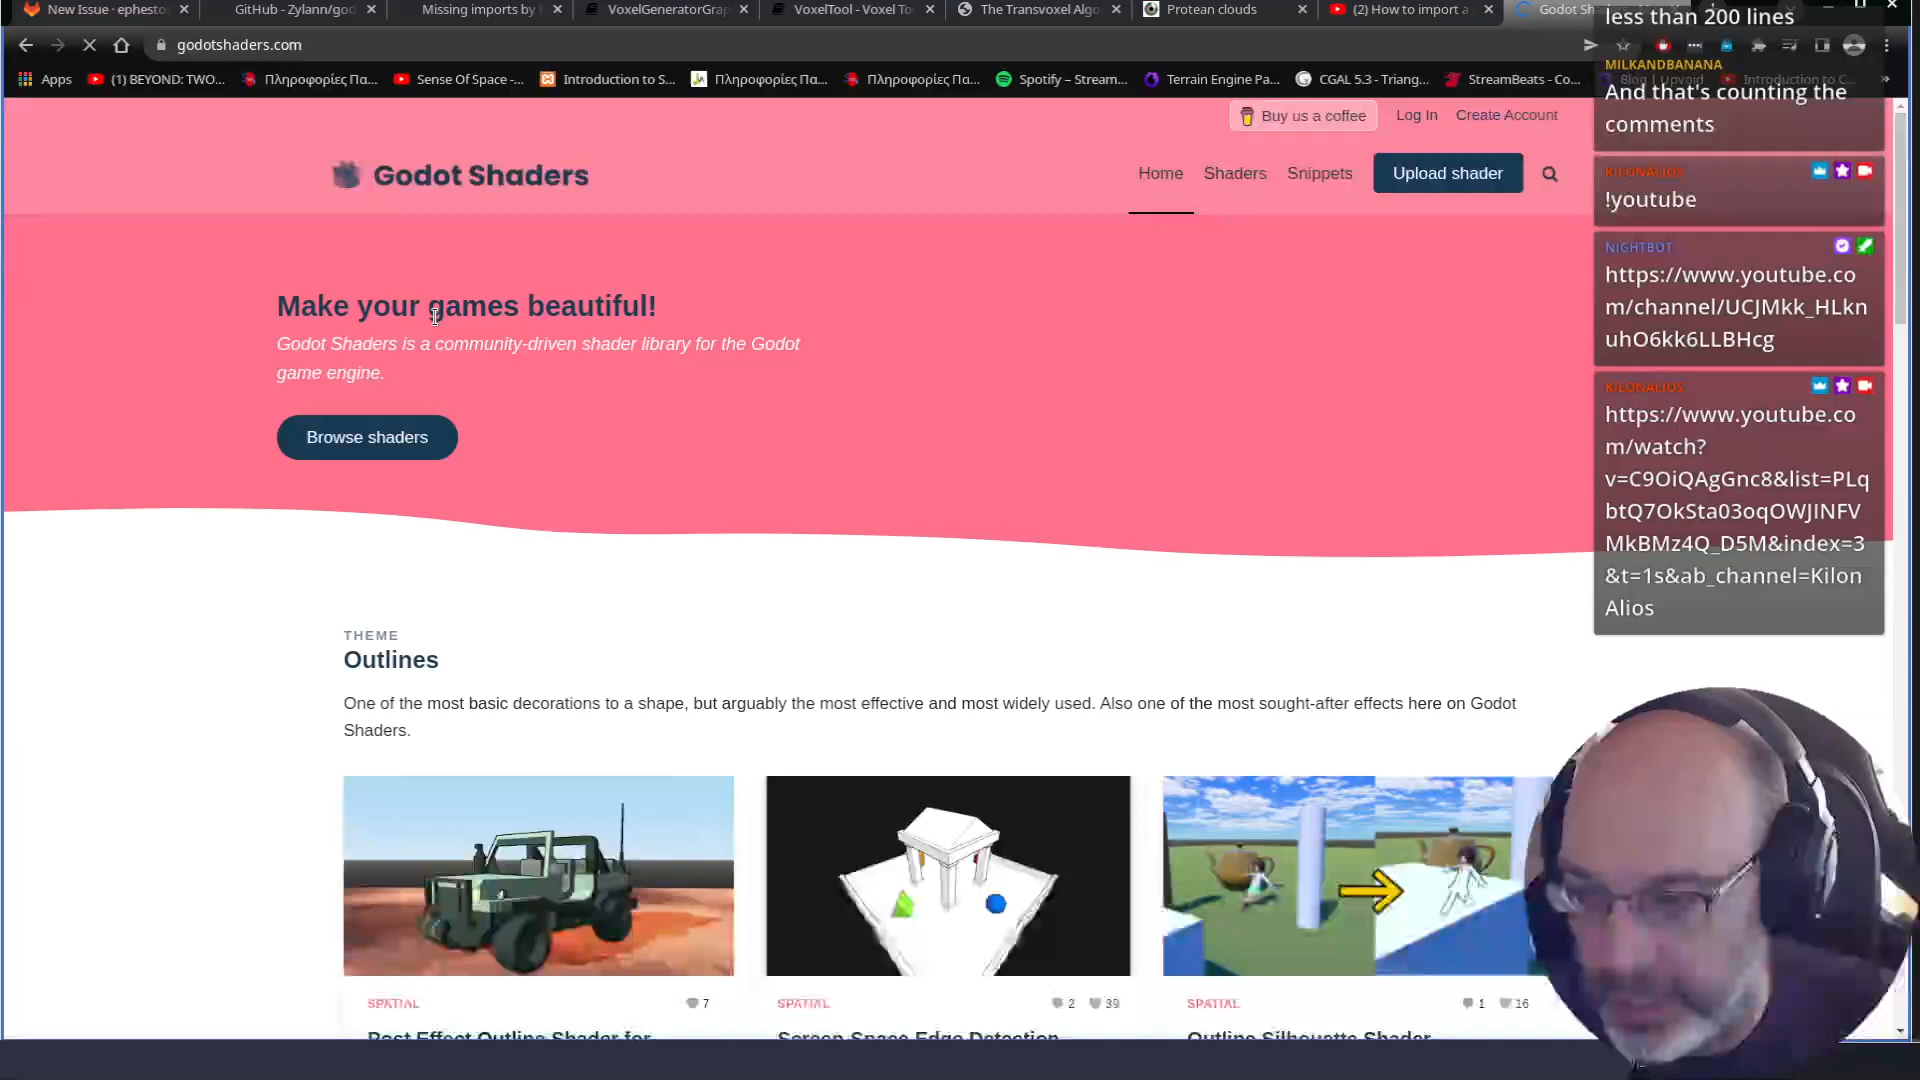 New Issue · ephestos
GitHub - Zylann/god
Missing imports by
VoxelGeneratorGrap
VoxelTool - Voxel To
The Transvoxel Algo
Protean clouds
(2) How to import a
Godot
godotshaders.com
Apps
(1) BEYOND: TWO...
Πληροφορίες Πα...
Sense Of Space -...
Introduction to S...
Πληροφορίες Πα...
Πληροφορίες Πα...
Spotify – Stream...
Terrain Engine Pa...
CGAL 5.3 - Triang...
StreamBeats - Co...
Blog | Upvoid
Introduction to C...
Buy us a coffee
Log In
Create Account
Godot Shaders
Home
Shaders
Snippets
Upload shader
Make your games beautiful!
Godot Shaders is a community-driven shader library for the Godot
game engine.
Browse shaders
THEME
Outlines
One of the most basic decorations to a shape, but arguably the most effective and most widely used. Also one of the most sought-after effects here on Godot
Shaders.
SPATIAL
7
SPATIAL
2
39
SPATIAL
1
16
Post Effect Outline Shader for
Screen Space Edge Detection
Outline Silhouette Shader
less than 200 lines
MILKANDBANANA
And that's counting the
comments
KILONALIOS
!youtube
NIGHTBOT
https://www.youtube.co
m/channel/UCJMkk_HLkn
uhO6kk6LLBHcg
KILONALIOS
https://www.youtube.co
m/watch?
v=C9OiQAgGnc8&list=PLq
btQ7OkSta03oqOWJINFV
MkBMz4Q_D5M&index=3
&t=1s&ab_channel=Kilon
Alios